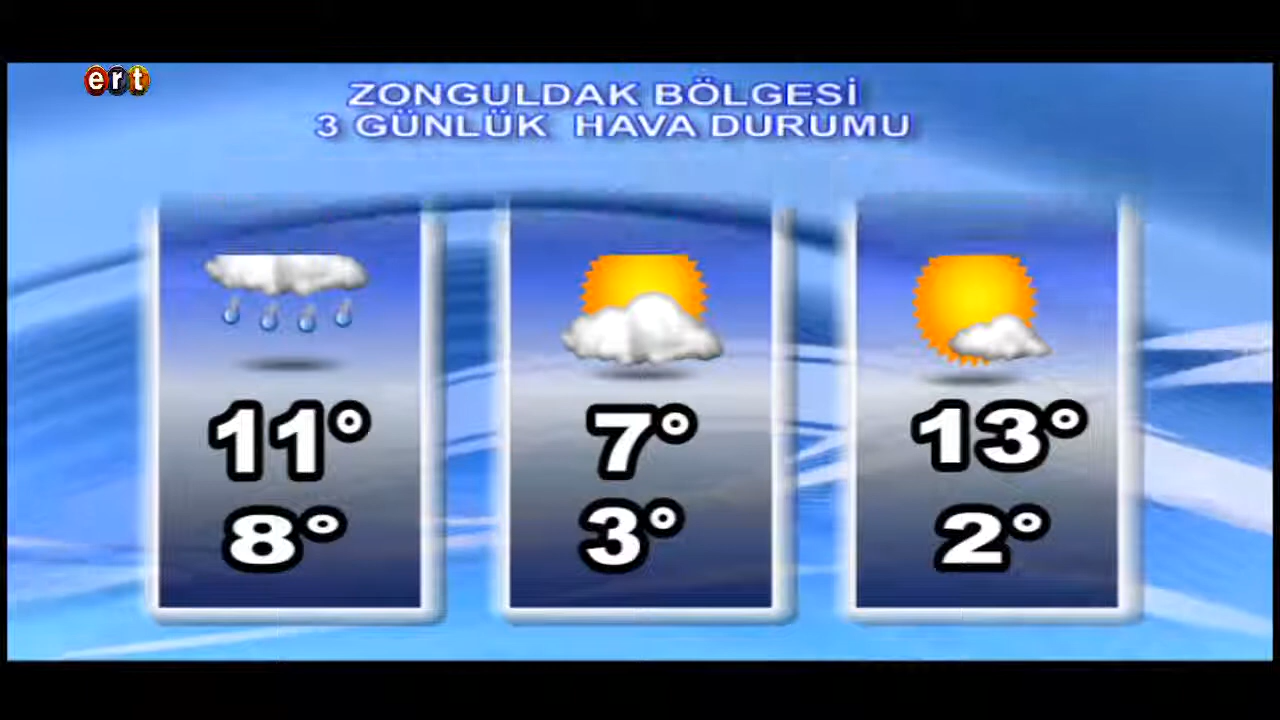 ert
ZONGULDAK BÖLGESİ
3 GÜNLÜK HAVA DURUMU
11° 7° 13°
8° 3° 2°